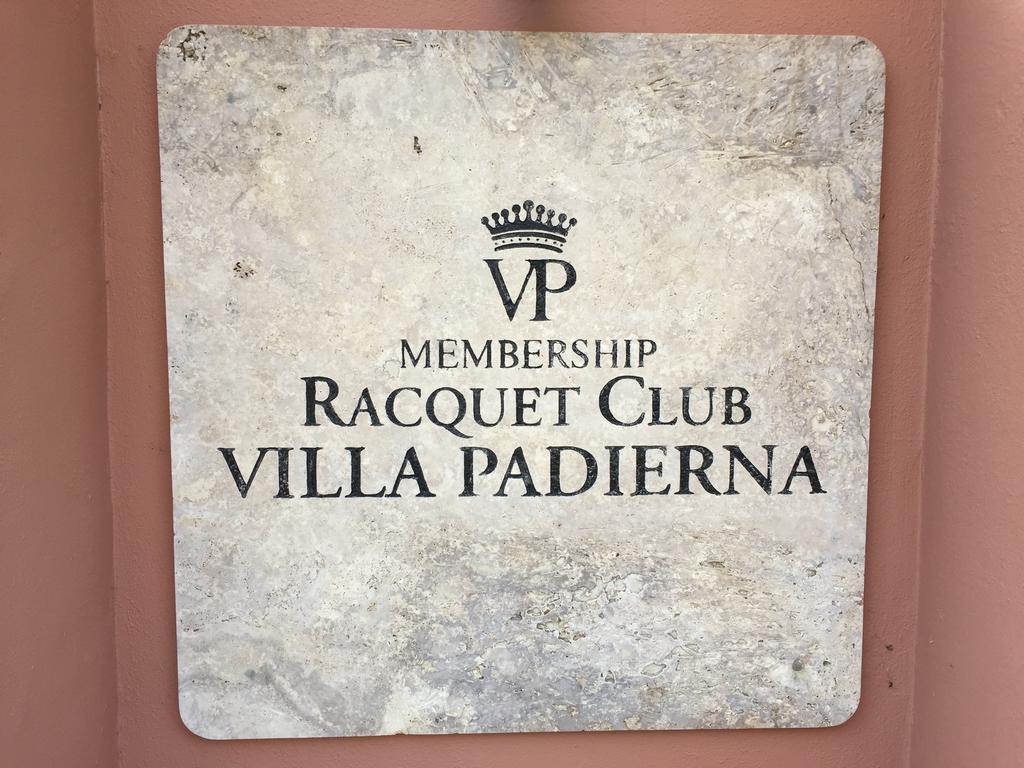 VP
MEMBERSHIP
RACQUET CLUB
VILLA PADIERNA